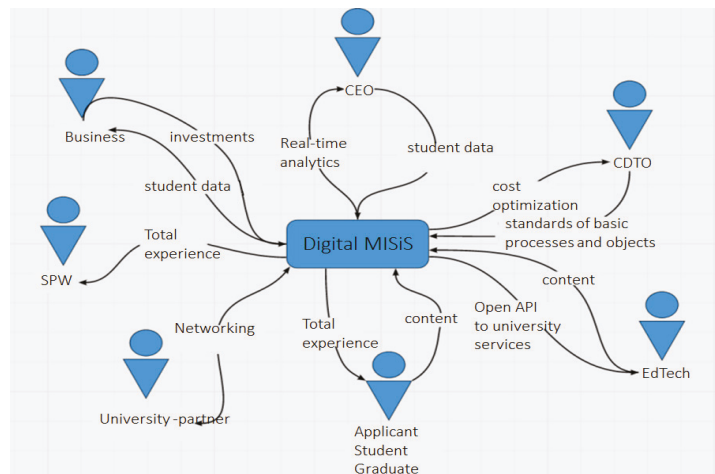 CEO
Business
investments
Real-time
analytics
student data
CDTO
student data
cost
optimization
standards of basic
processes and objects
Digital MISiS
Total
experience
SPW
content
Networking
Total
experience
content
Open API
to university
services
EdTech
University-partner
Applicant
Student
Graduate